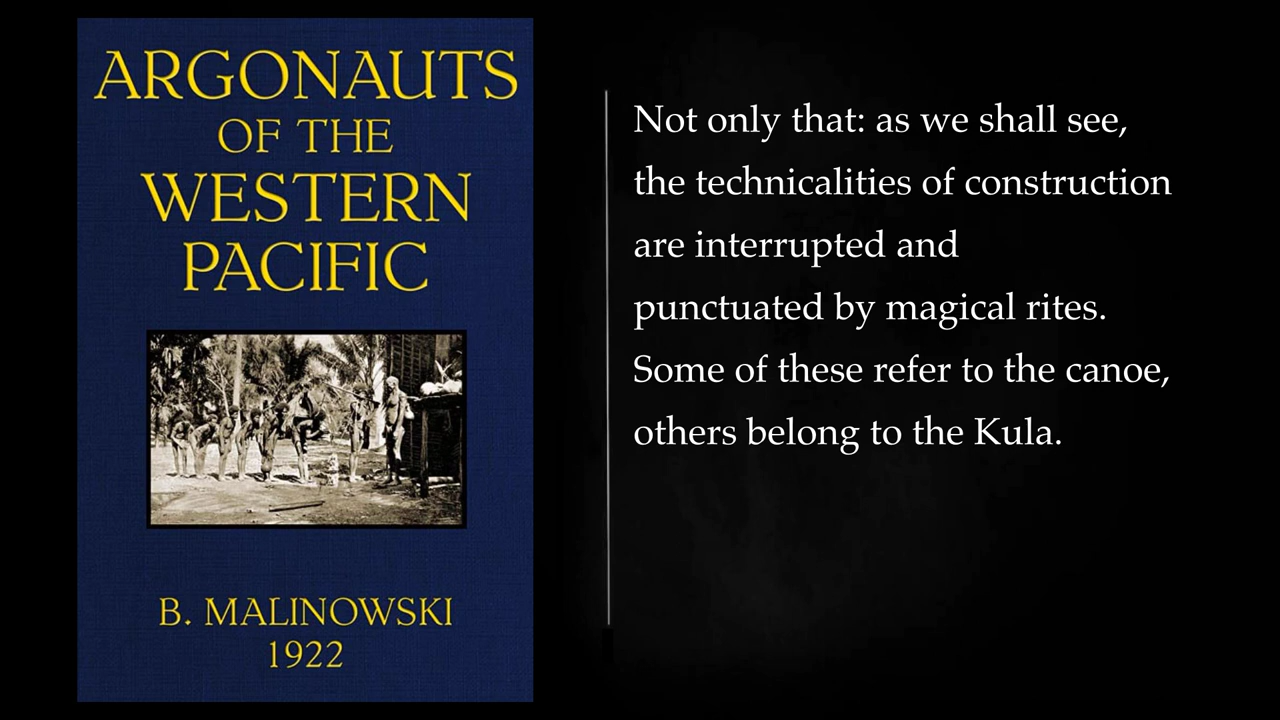 ARGONAUTS
OF THE
WESTERN
PACIFIC
B. MALINOWSKI
1922
Not only that: as we shall see,
the technicalities of construction
are interrupted and
punctuated by magical rites.
Some of these refer to the canoe,
others belong to the Kula.